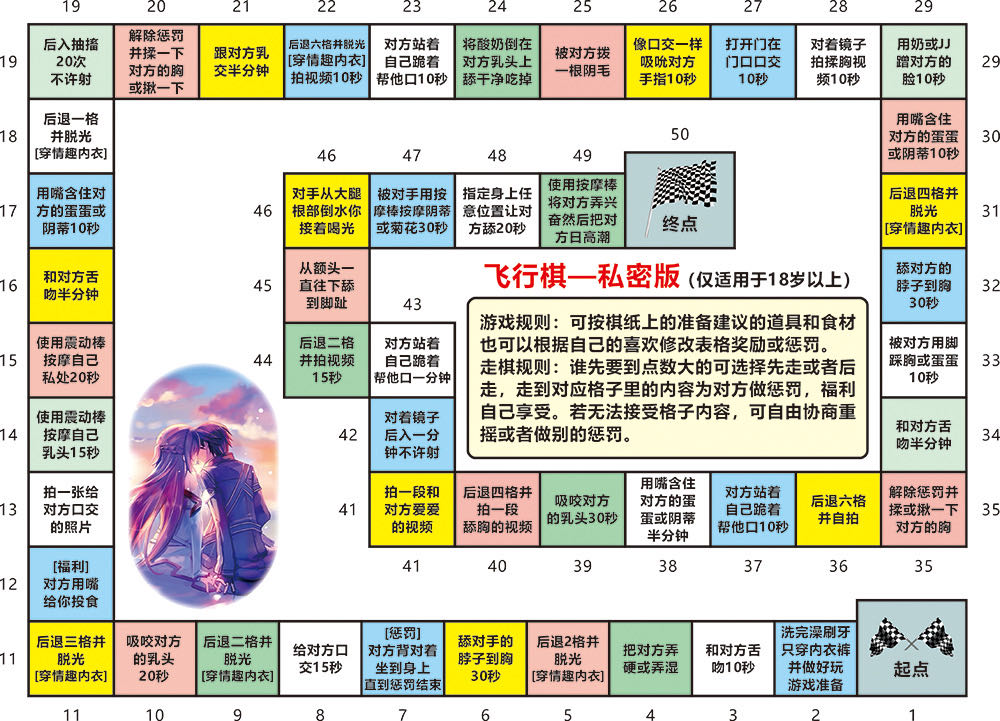 19 20 21 22 23 24 25 26 27 28 29
19
后入抽搐
20次
不许射
解除惩罚
并揉一下
对方的胸
或揪一下
跟对方乳
交半分钟
后退六格并脱光
[穿情趣内衣]
拍视频10秒
对方站着
自己跪着
帮他口10秒
将酸奶倒在
对方乳头上
舔干净吃掉
被对方拨
一根阴毛
像口交一样
吸吮对方
手指10秒
打开门在
门口口交
10秒
对着镜子
拍揉胸视
频10秒
用奶或JJ
蹭对方的
脸10秒
29
18
后退一格
并脱光
[穿情趣内衣]
用嘴含住
对方的蛋蛋
或阴蒂10秒
30
17
用嘴含住对
方的蛋蛋或
阴蒂10秒
后退四格并
脱光
[穿情趣内衣]
31
16
和对方舌
吻半分钟
舔对方的
脖子到胸
30秒
32
15
使用震动棒
按摩自己
私处20秒
被对方用脚
踩胸或蛋蛋
10秒
33
14
使用震动棒
按摩自己
乳头15秒
和对方舌
吻半分钟
34
13
拍一张给
对方口交
的照片
解除惩罚并
揉或揪一下
对方的胸
35
12
[福利]
对方用嘴
给你投食
46 47 48 49 50
46
对手从大腿
根部倒水你
接着喝光
被对手用按
摩棒按摩阴蒂
或菊花30秒
指定身上任
意位置让对
方舔20秒
使用按摩棒
将对方弄兴
奋然后把对
方日高潮
终点
45
从额头一
直往下舔
到脚趾
43
44
后退二格
并拍视频
15秒
对方站着
自己跪着
帮他口一分钟
42
对着镜子
后入一分
钟不许射
飞行棋—私密版（仅适用于18岁以上）
游戏规则：可按棋纸上的准备建议的道具和食材
也可以根据自己的喜欢修改表格奖励或惩罚。
走棋规则：谁先要到点数大的可选择先走或者后
走，走到对应格子里的内容为对方做惩罚，福利
自己享受。若无法接受格子内容，可自由协商重
摇或者做别的惩罚。
41
拍一段和
对方爱爱
的视频
后退四格并
拍一段
舔胸的视频
吸咬对方
的乳头30秒
用嘴含住
对方的蛋
蛋或阴蒂
半分钟
对方站着
自己跪着
帮他口10秒
后退六格
并自拍
41 40 39 38 37 36 35
11
后退三格并
脱光
[穿情趣内衣]
吸咬对方
的乳头
20秒
后退二格并
脱光
[穿情趣内衣]
给对方口
交15秒
[惩罚]
对方背对着
坐到身上
直到惩罚结束
舔对手的
脖子到胸
30秒
后退2格并
脱光
[穿情趣内衣]
把对方弄
硬或弄湿
和对方舌
吻10秒
洗完澡刷牙
只穿内衣裤
并做好玩
游戏准备
起点
11 10 9 8 7 6 5 4 3 2 1